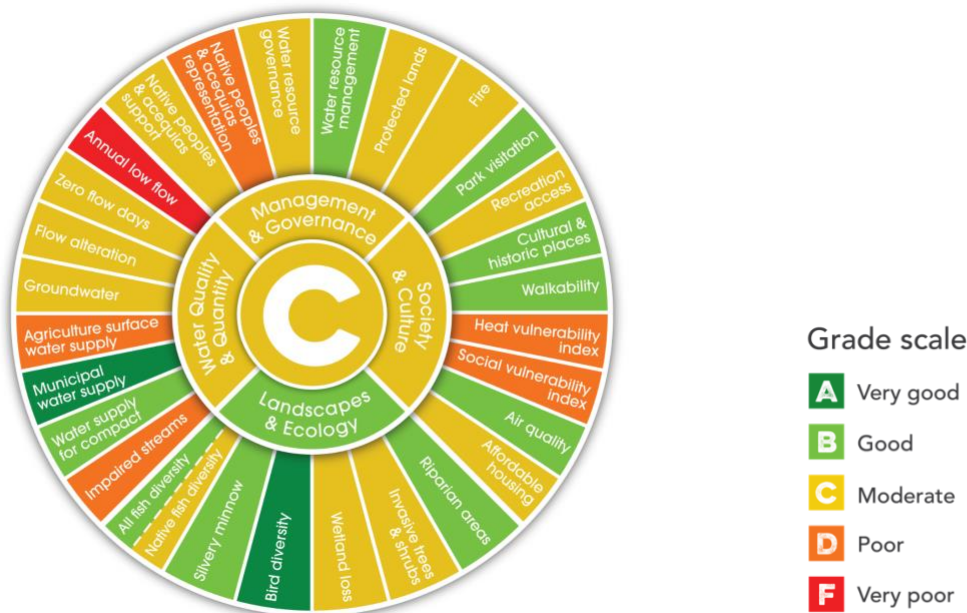 Water resource
governance
Water resource
management
Protected lands
Fire
Park visitation
Recreation
access
Cultural &
historic places
Walkability
Heat vulnerability
index
Social vulnerability
index
Air quality
Affordable
housing
Riparian areas
Invasive trees
& shrubs
Wetland loss
Bird diversity
Silvery minnow
Native fish diversity
All fish diversity
Impaired streams
Water supply
for compact
Municipal
water supply
Agriculture surface
water supply
Groundwater
Flow alteration
Zero flow days
Annual low flow
Native peoples
& acequias
support
Native peoples
& acequias
representation
Management
& Governance
Society
& Culture
Landscapes
& Ecology
Water Quality
& Quantity
C
Grade scale
A Very good
B Good
C Moderate
D Poor
F Very poor